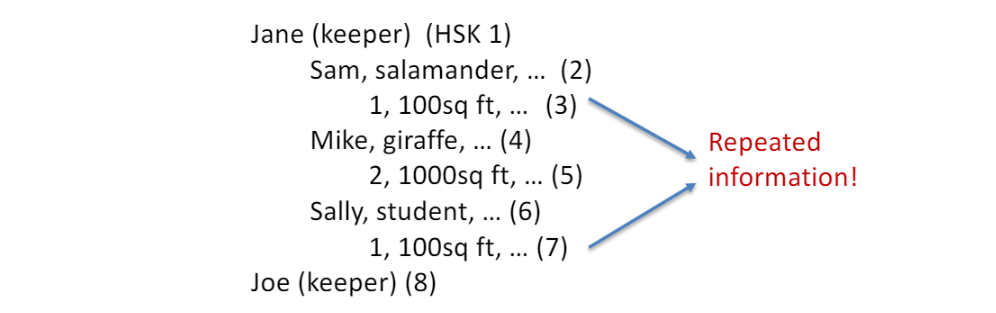 Jane (keeper) (HSK 1)
Sam, salamander, … (2)
1, 100sq ft, … (3)
Mike, giraffe, … (4)
2, 1000sq ft, … (5)
Sally, student, … (6)
1, 100sq ft, … (7)
Joe (keeper) (8)
Repeated
information!